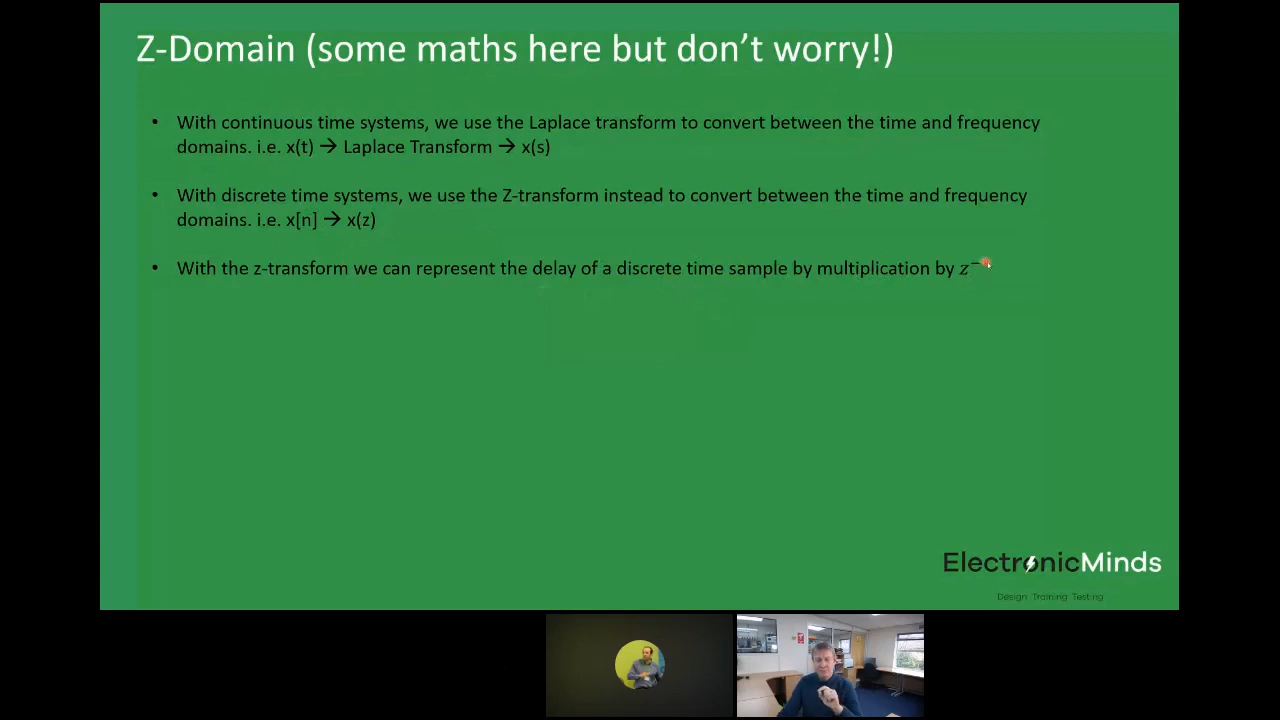 Z-Domain (some maths here but don’t worry!)
• With continuous time systems, we use the Laplace transform to convert between the time and frequency
domains. i.e. x(t) → Laplace Transform → x(s)
• With discrete time systems, we use the Z-transform instead to convert between the time and frequency
domains. i.e. x[n] → x(z)
• With the z-transform we can represent the delay of a discrete time sample by multiplication by z⁻
ElectronicMinds
Design Training Testing